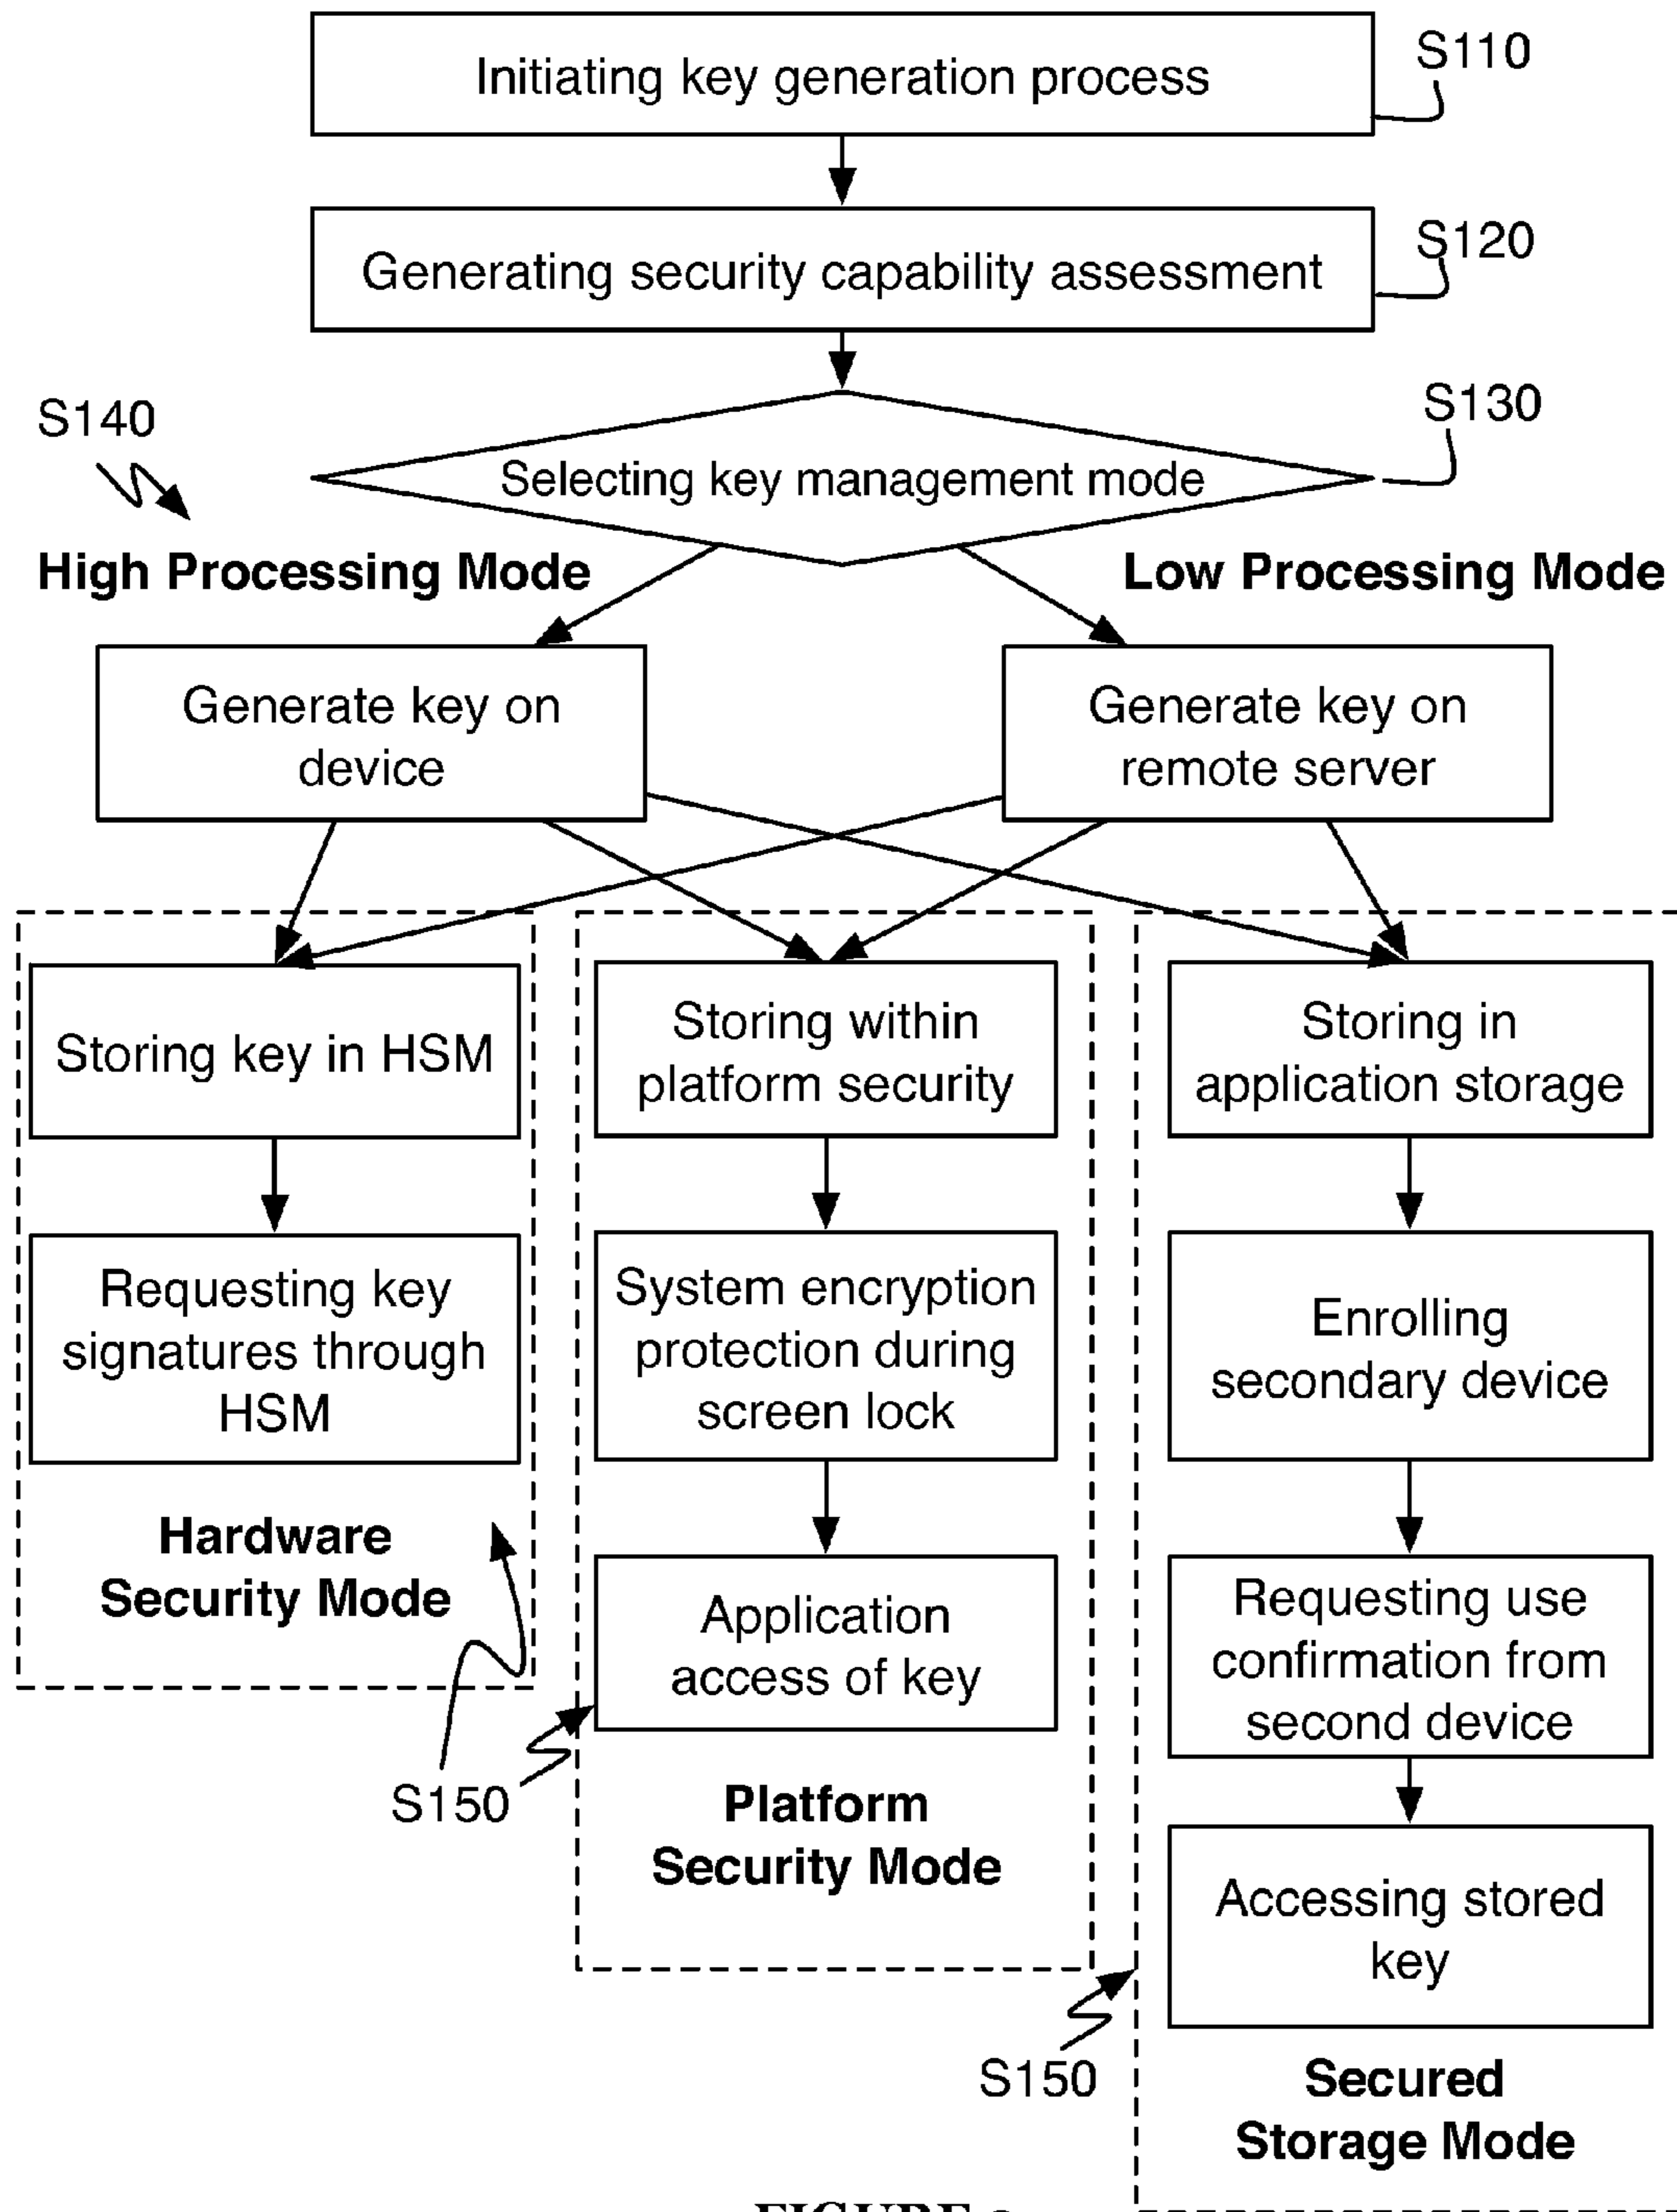 Initiating key generation process
S110
Generating security capability assessment
S120
S140
S130
Selecting key management mode
High Processing Mode
Low Processing Mode
Generate key on
device
Generate key on
remote server
Storing key in HSM
Requesting key
signatures through
HSM
Hardware
Security Mode
Storing within
platform security
System encryption
protection during
screen lock
Application
access of key
S150
Platform
Security Mode
Storing in
application storage
Enrolling
secondary device
Requesting use
confirmation from
second device
Accessing stored
key
S150
Secured
Storage Mode
FIGURE